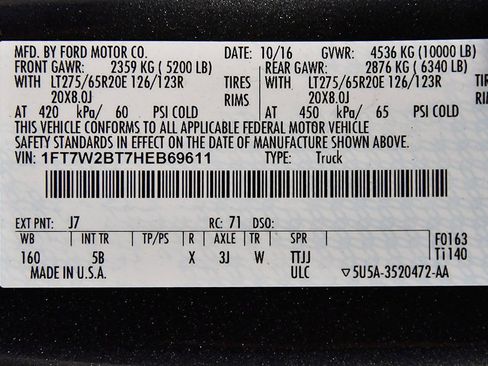 MFD. BY FORD MOTOR CO. DATE: 10/16 GVWR: 4536 KG (10000 LB)
FRONT GAWR: 2359 KG (5200 LB) REAR GAWR: 2876 KG (6340 LB)
WITH LT275/65R20E 126/123R TIRES WITH LT275/65R20E 126/123R TIRES
20X8.0J RIMS 20X8.0J RIMS
AT 420 kPa/ 60 PSI COLD AT 450 kPa/ 65 PSI COLD
THIS VEHICLE CONFORMS TO ALL APPLICABLE FEDERAL MOTOR VEHICLE
SAFETY STANDARDS IN EFFECT ON THE DATE OF MANUFACTURE SHOWN ABOVE.
VIN: 1FT7W2BT7HEB69611 TYPE: Truck
EXT PNT: J7 RC: 71 DSO:
WB INT TR TP/PS R AXLE TR SPR F0163
160 5B X 3J W TTJJ Ti140
MADE IN U.S.A. ULC ▽5U5A-3520472-AA